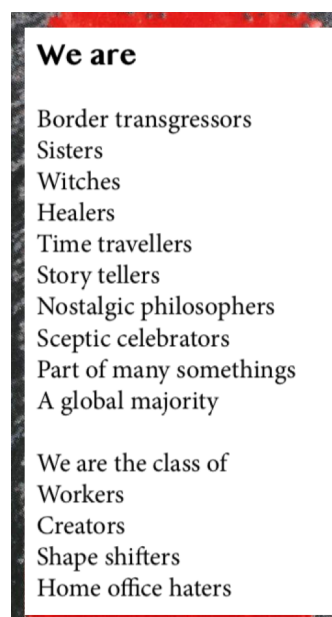 We are
Border transgressors
Sisters
Witches
Healers
Time travellers
Story tellers
Nostalgic philosophers
Sceptic celebrators
Part of many somethings
A global majority
We are the class of
Workers
Creators
Shape shifters
Home office haters